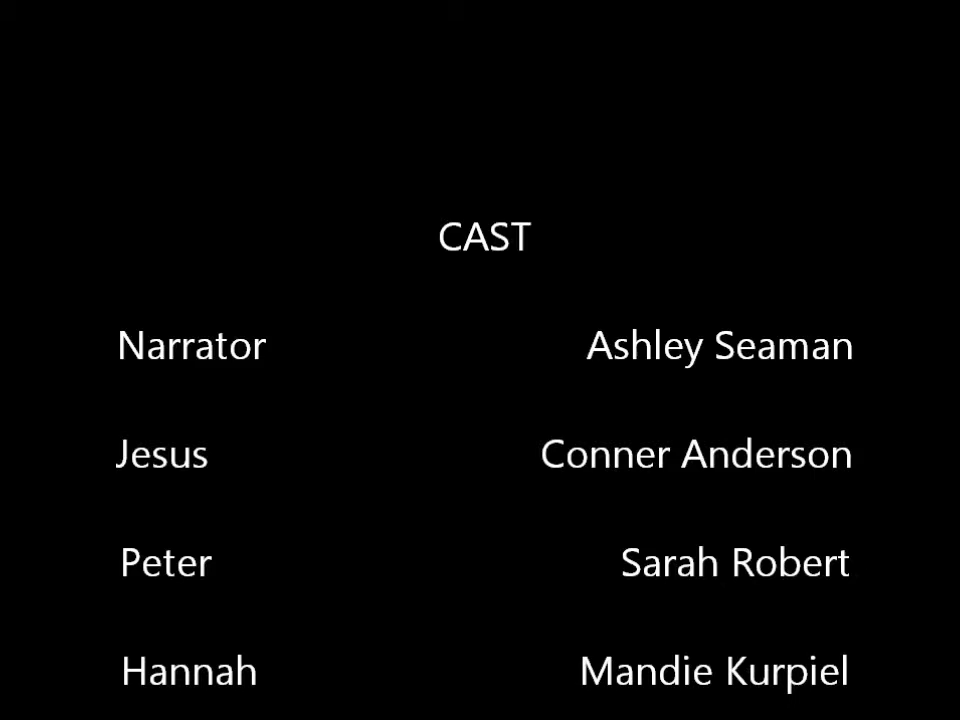 CAST
Narrator Ashley Seaman
Jesus Conner Anderson
Peter Sarah Robert
Hannah Mandie Kurpiel